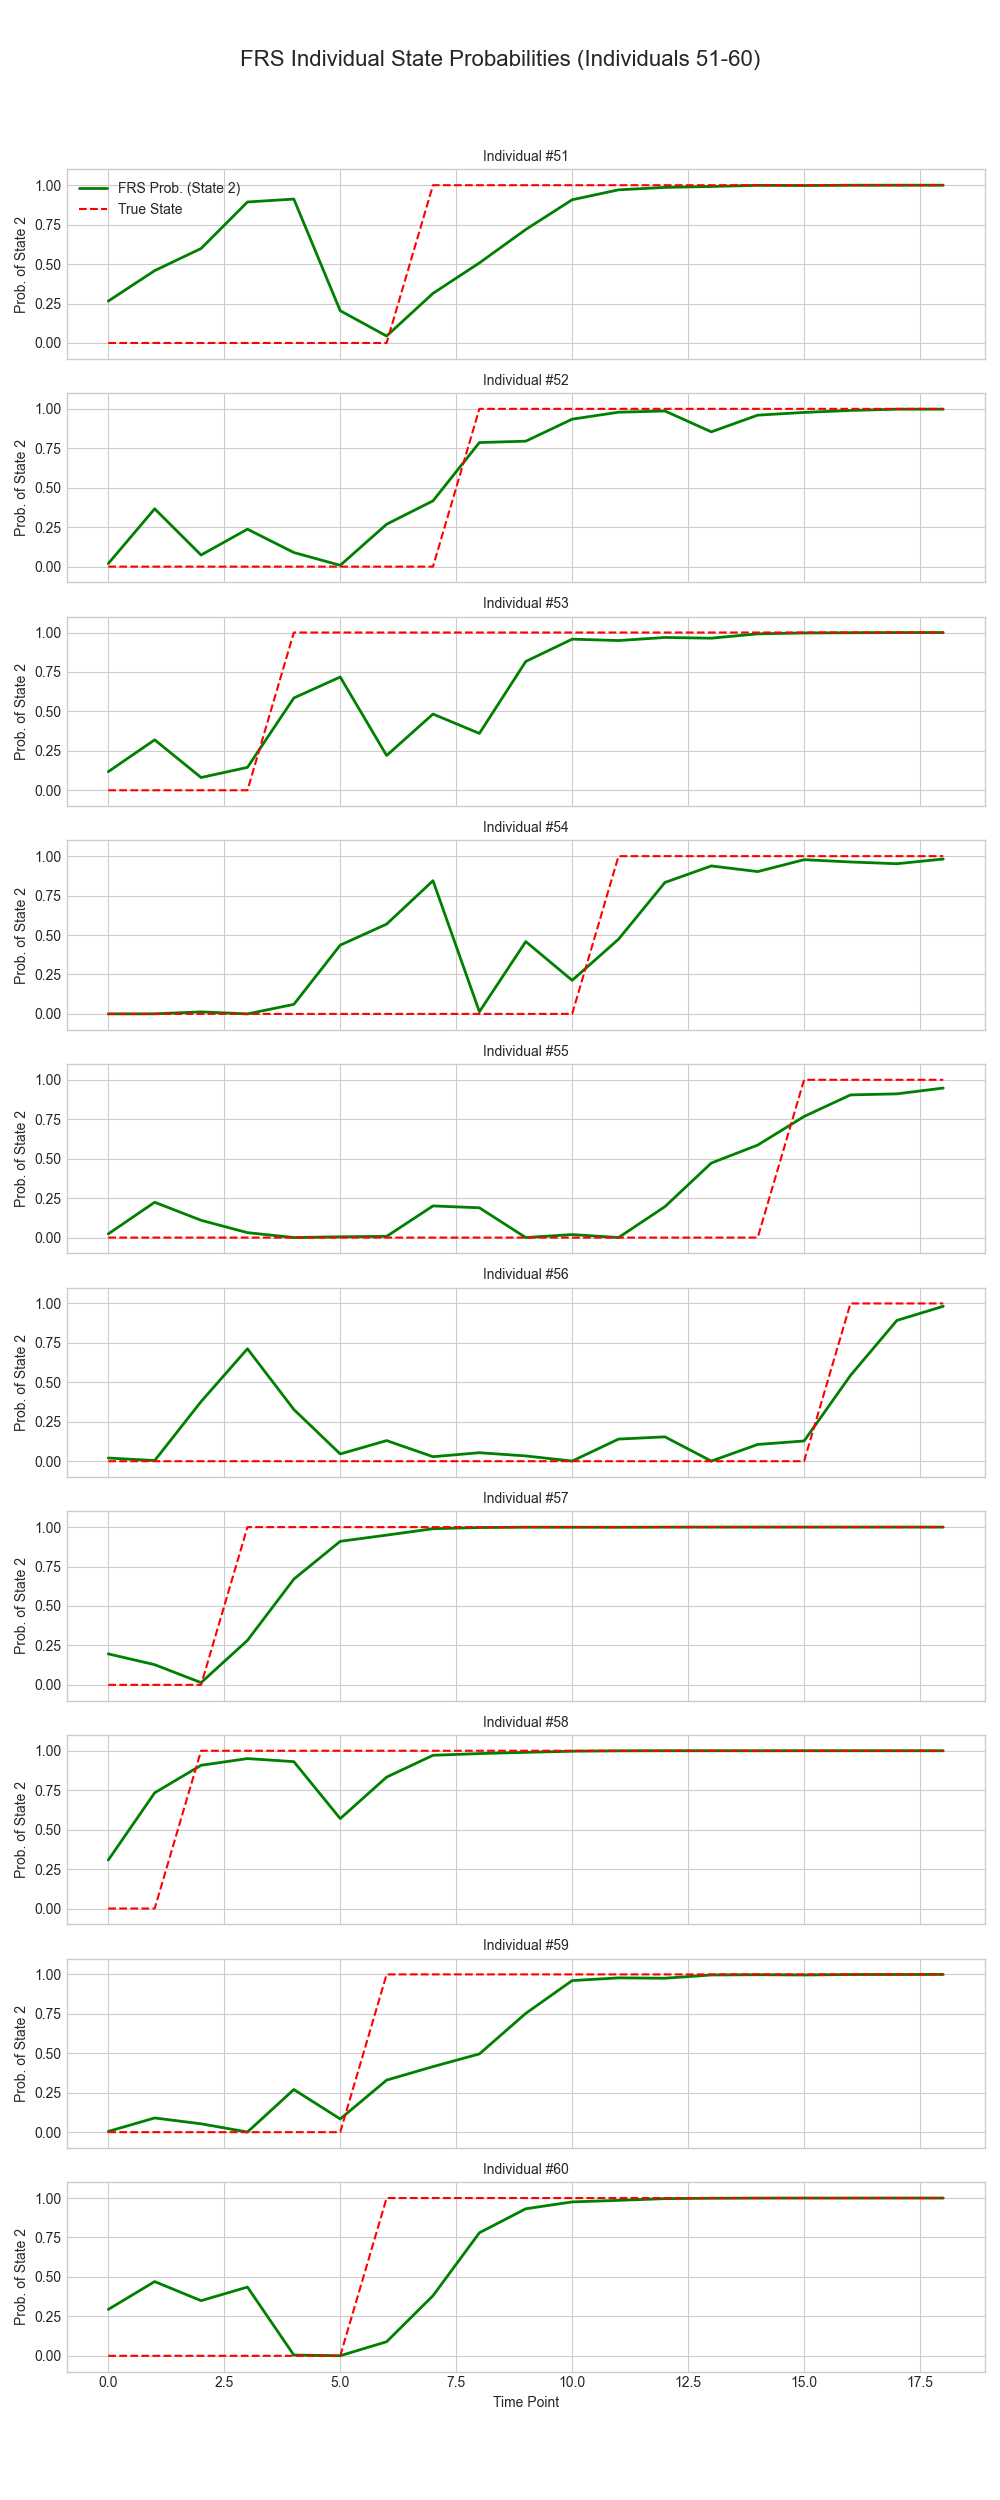 FRS Individual State Probabilities (Individuals 51-60)
Individual #51
FRS Prob. (State 2)
True State
1.00
0.75
0.50
0.25
0.00
Prob. of State 2
Individual #52
1.00
0.75
0.50
0.25
0.00
Prob. of State 2
Individual #53
1.00
0.75
0.50
0.25
0.00
Prob. of State 2
Individual #54
1.00
0.75
0.50
0.25
0.00
Prob. of State 2
Individual #55
1.00
0.75
0.50
0.25
0.00
Prob. of State 2
Individual #56
1.00
0.75
0.50
0.25
0.00
Prob. of State 2
Individual #57
1.00
0.75
0.50
0.25
0.00
Prob. of State 2
Individual #58
1.00
0.75
0.50
0.25
0.00
Prob. of State 2
Individual #59
1.00
0.75
0.50
0.25
0.00
Prob. of State 2
Individual #60
1.00
0.75
0.50
0.25
0.00
Prob. of State 2
0.0 2.5 5.0 7.5 10.0 12.5 15.0 17.5
Time Point